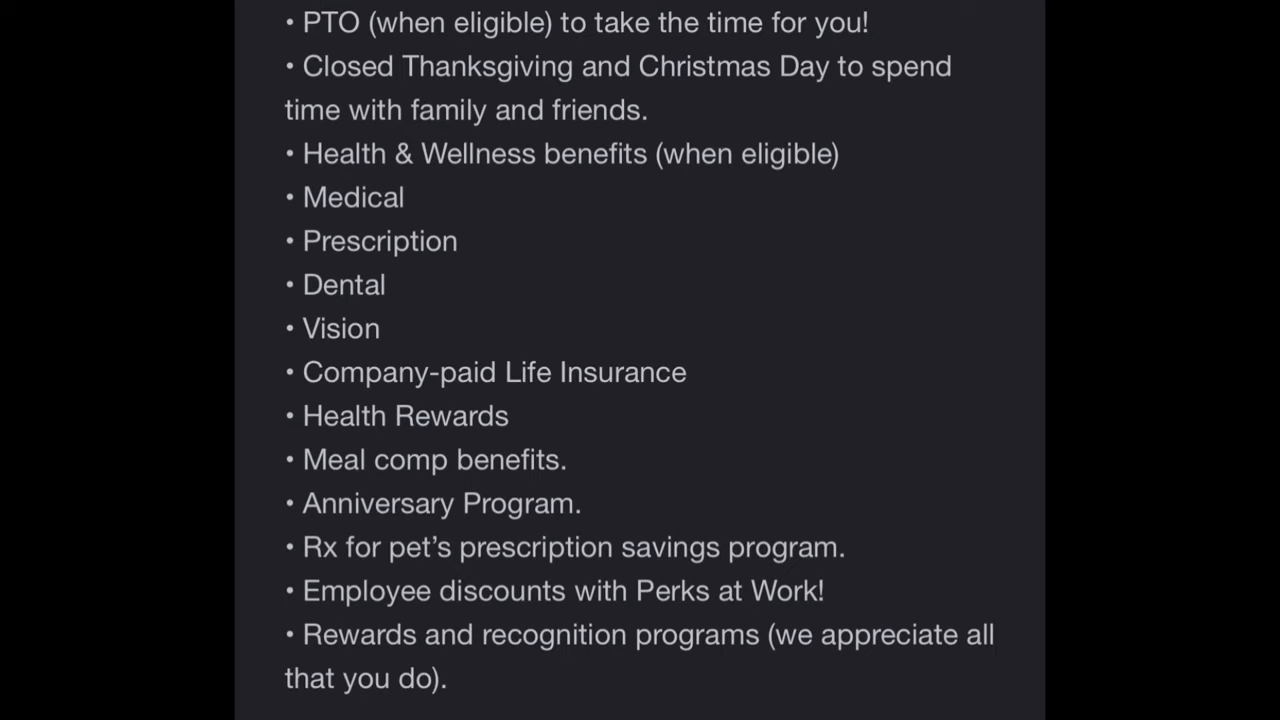 • PTO (when eligible) to take the time for you!
• Closed Thanksgiving and Christmas Day to spend
time with family and friends.
• Health & Wellness benefits (when eligible)
• Medical
• Prescription
• Dental
• Vision
• Company-paid Life Insurance
• Health Rewards
• Meal comp benefits.
• Anniversary Program.
• Rx for pet’s prescription savings program.
• Employee discounts with Perks at Work!
• Rewards and recognition programs (we appreciate all
that you do).